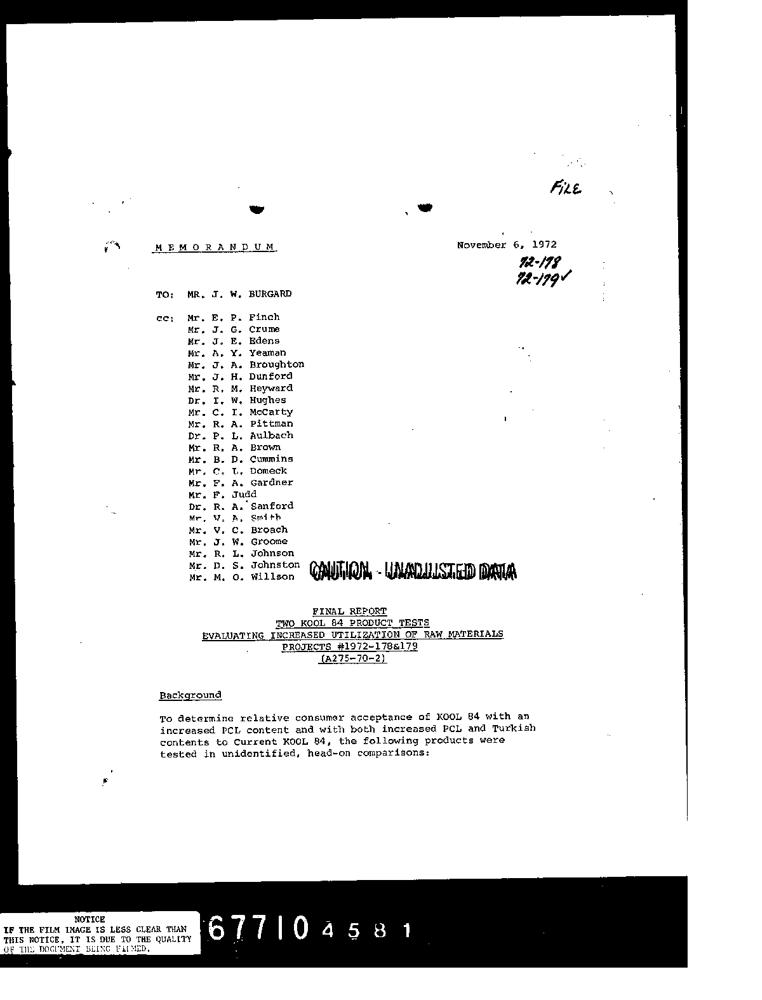 FILE
MEMORANDUM
November 6, 1972
72-178
72-179✓
TO: MR. J. W. BURGARD
cc: Mr. E. P. Finch
Mr. J. G. Crume
Mr. J. E. Edens
Mr. A. Y. Yeaman
Mr. J. A. Broughton
Mr. J. H. Dunford
Mr. R. M. Heyward
Dr. I. W. Hughes
Mr. C. I. McCarty
Mr. R. A. Pittman
Dr. P. L. Aulbach
Mr. R. A. Brown
Mr. B. D. Cummins
Mr. C. L. Domeck
Mr. F. A. Gardner
Mr. F. Judd
Dr. R. A. Sanford
Mr. V. A. Smith
Mr. V. C. Broach
Mr. J. W. Groome
Mr. R. L. Johnson
Mr. D. S. Johnston
Mr. M. O. Willson
CAUTION - UNADJUSTED DATA
FINAL REPORT
TWO KOOL 84 PRODUCT TESTS
EVALUATING INCREASED UTILIZATION OF RAW MATERIALS
PROJECTS #1972-178&179
(A275-70-2)
Background
To determine relative consumer acceptance of KOOL 84 with an
increased PCL content and with both increased PCL and Turkish
contents to Current KOOL 84, the following products were
tested in unidentified, head-on comparisons:
NOTICE
IF THE FILM IMAGE IS LESS CLEAR THAN
THIS NOTICE, IT IS DUE TO THE QUALITY
OF THE DOCUMENT BEING FILMED.
677104581